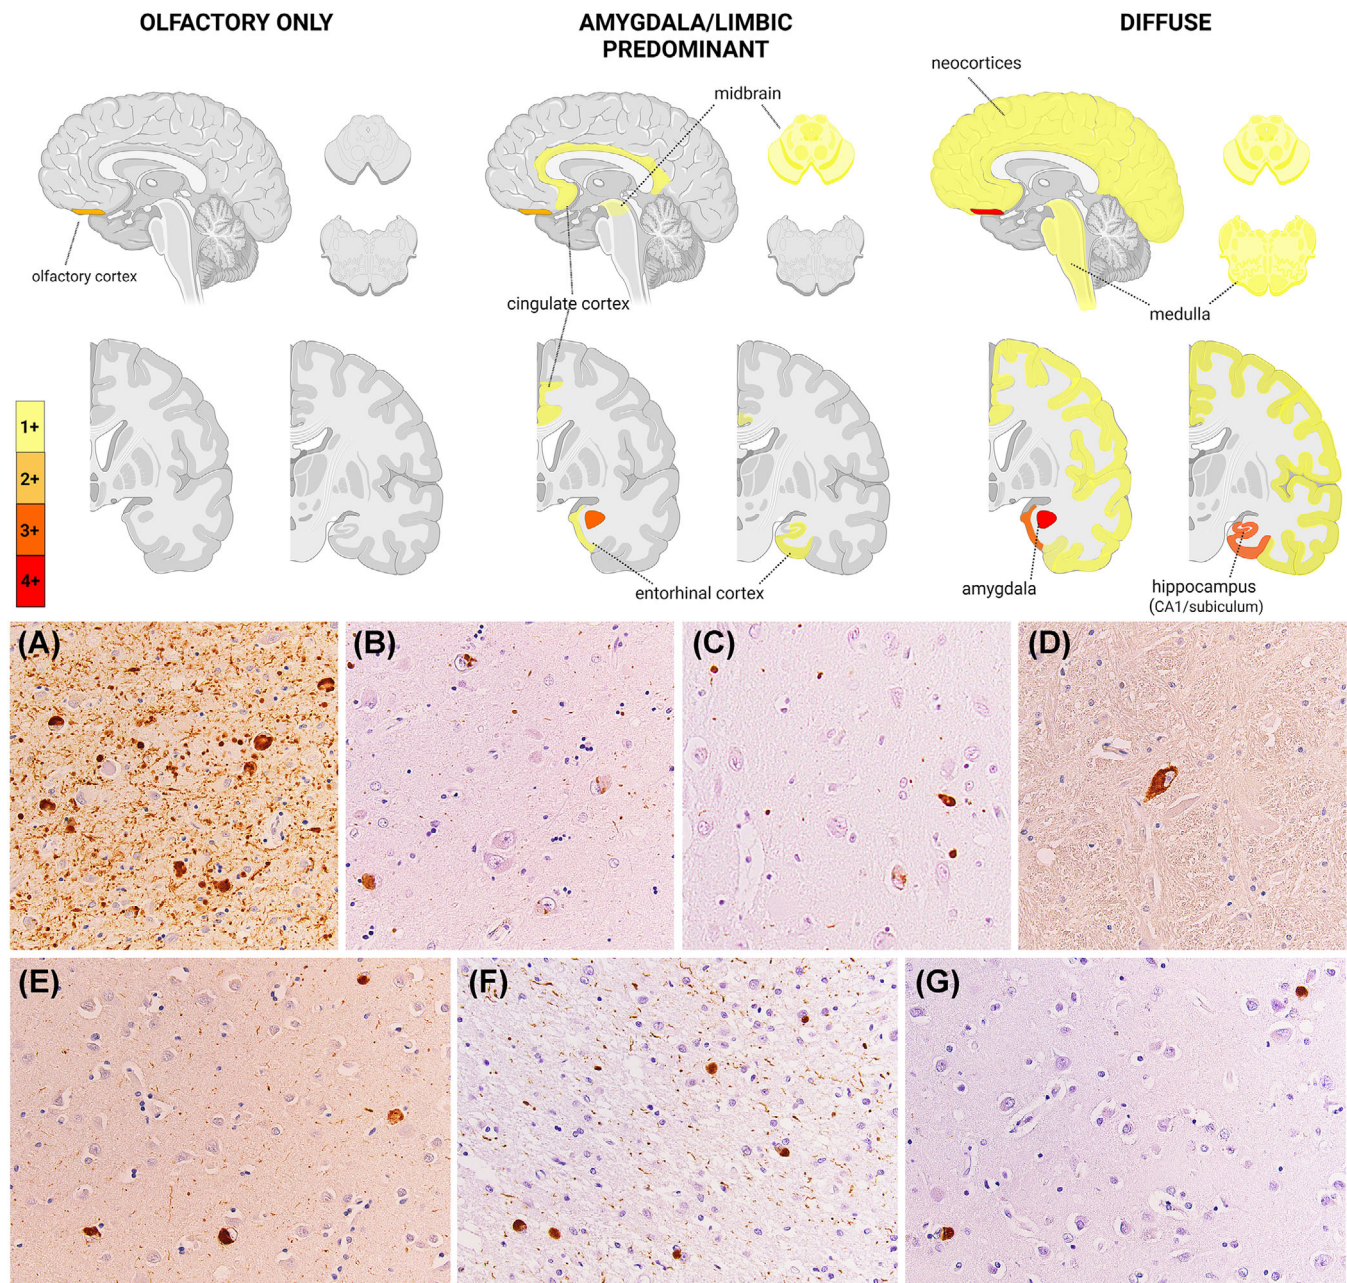 OLFACTORY ONLY
AMYGDALA/LIMBIC
PREDOMINANT
DIFFUSE
neocortices
midbrain
olfactory cortex
cingulate cortex
medulla
1+
2+
3+
4+
entorhinal cortex
amygdala
hippocampus
(CA1/subiculum)
(A)
(B)
(C)
(D)
(E)
(F)
(G)